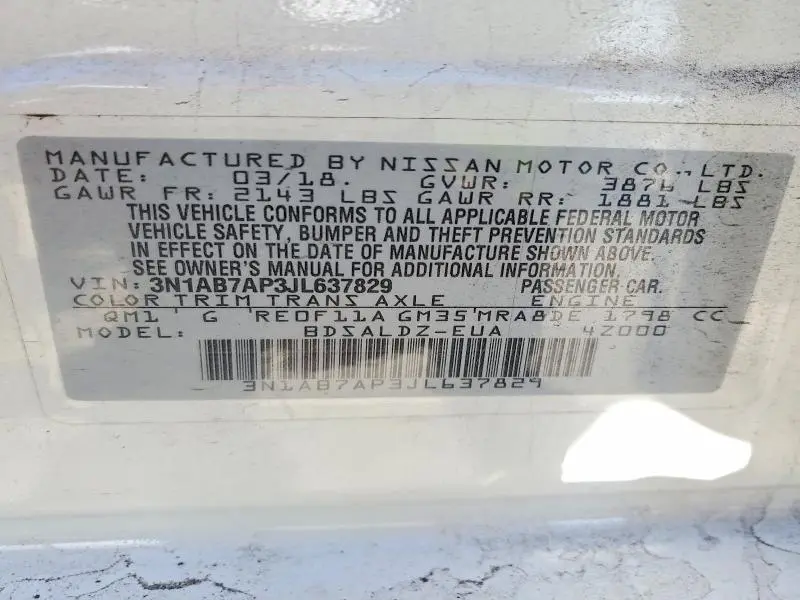 MANUFACTURED BY NISSAN MOTOR CO., LTD.
DATE: 03/18. GVWR: 3876 LBS
GAWR FR: 2143 LBS GAWR RR: 1881 LBS
THIS VEHICLE CONFORMS TO ALL APPLICABLE FEDERAL MOTOR
VEHICLE SAFETY, BUMPER AND THEFT PREVENTION STANDARDS
IN EFFECT ON THE DATE OF MANUFACTURE SHOWN ABOVE.
SEE OWNER'S MANUAL FOR ADDITIONAL INFORMATION.
VIN: 3N1AB7AP3JL637829 PASSENGER CAR.
COLOR TRIM TRANS AXLE ENGINE
QM1 G RE0F11A GM35 MRA8DE 1798 CC
MODEL: BDSALDZ-EUA 4Z000
3N1AB7AP3JL637829